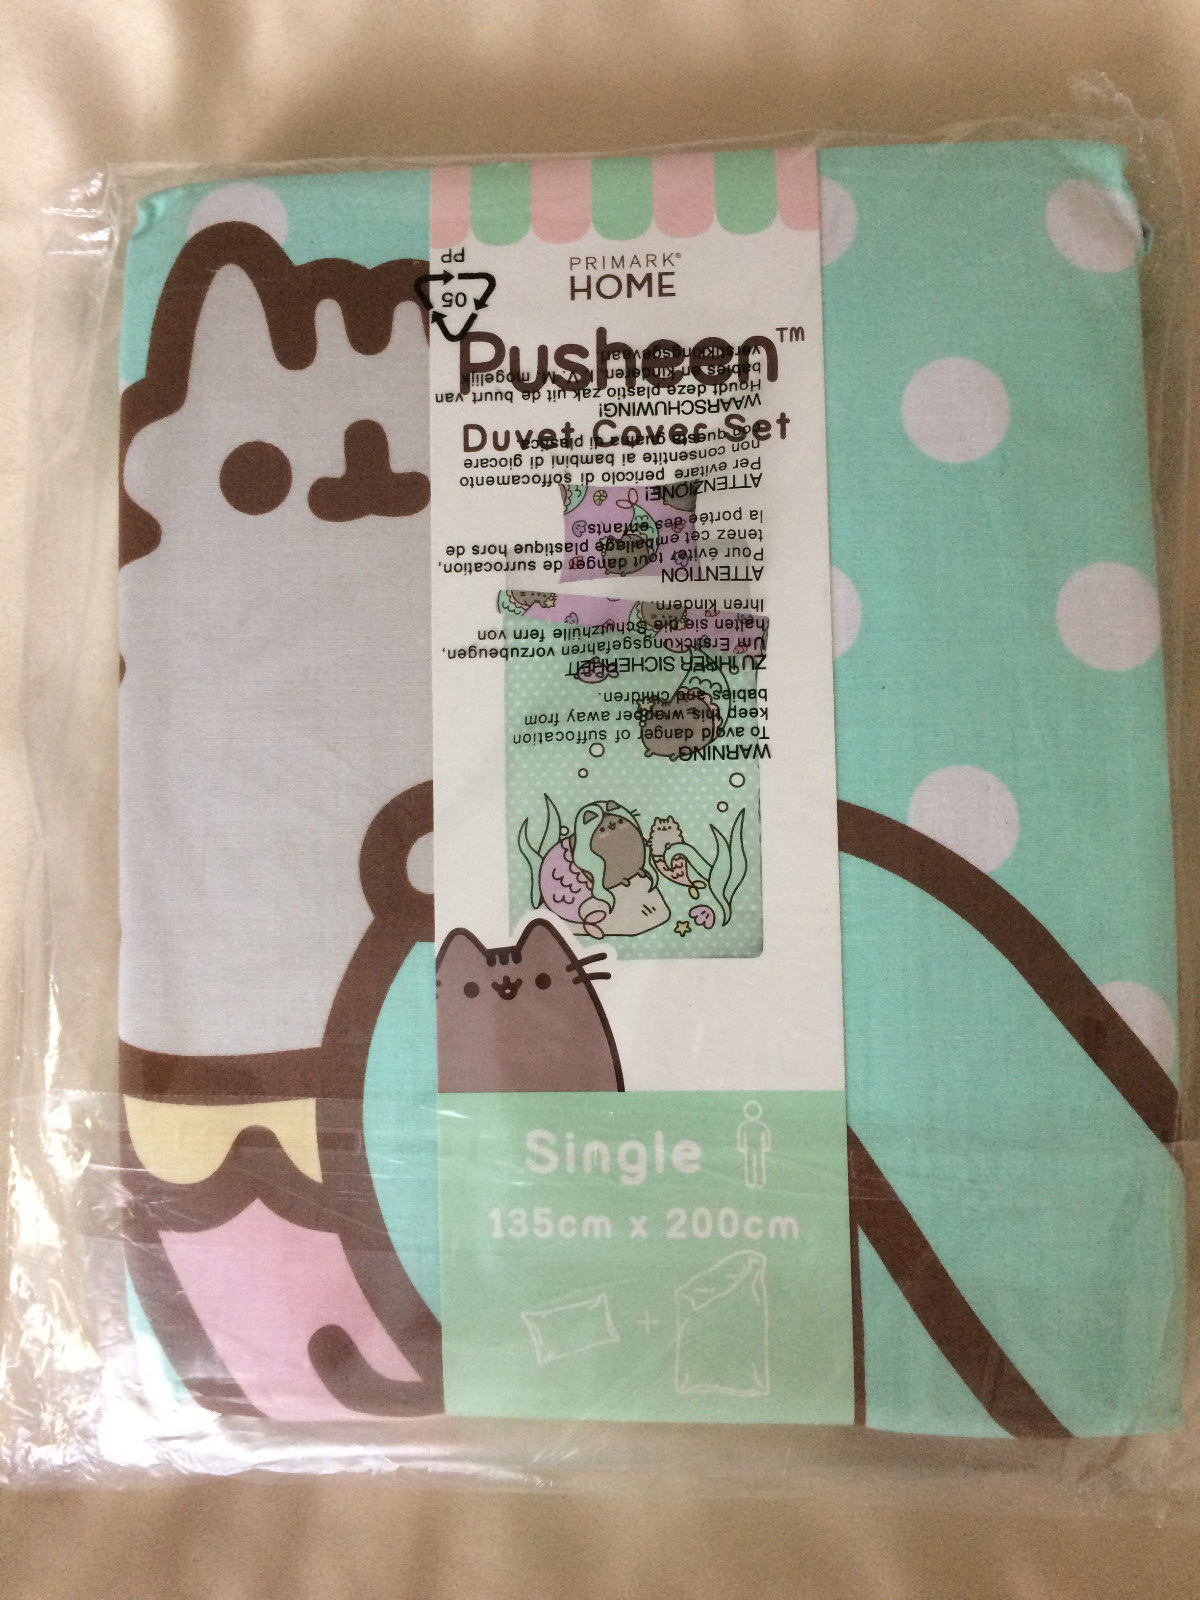 PRIMARK®
HOME
Pusheen™
Duvet Cover Set
Single
135cm x 200cm
+
WARNING
To avoid danger of suffocation
keep this wrapper away from
babies and children.
ZU IHRER SICHERHEIT
Um Erstickungsgefahren vorzubeugen,
halten sie die Schutzhülle fern von
Ihren Kindern
ATTENTION
Pour éviter tout danger de surrocation,
tenez cet emballage plastique hors de
la portée des enfants
ATTENZIONE!
Per evitare pericolo di soffocamento
non consentite ai bambini di giocare
con questa guaina di plastica
WAARSCHUWING!
Houdt deze plastic zak uit de buurt van
babies en kinderen. I.V.M. mogelijk
verstikkingsgevaar!
05
PP